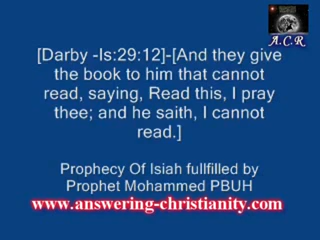 A.C.R
[Darby -Is:29:12]-[And they give
the book to him that cannot
read, saying, Read this, I pray
thee; and he saith, I cannot
read.]
Prophecy Of Isiah fullfilled by
Prophet Mohammed PBUH
www.answering-christianity.com